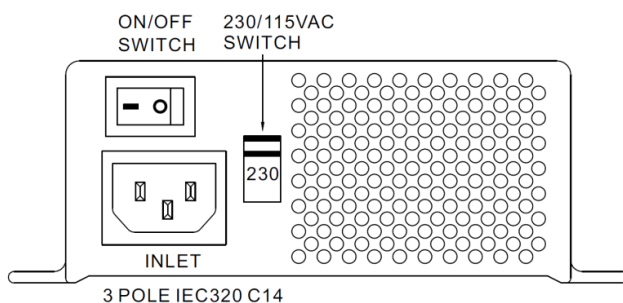 ON/OFF
SWITCH
230/115VAC
SWITCH
230
INLET
3 POLE IEC320 C14